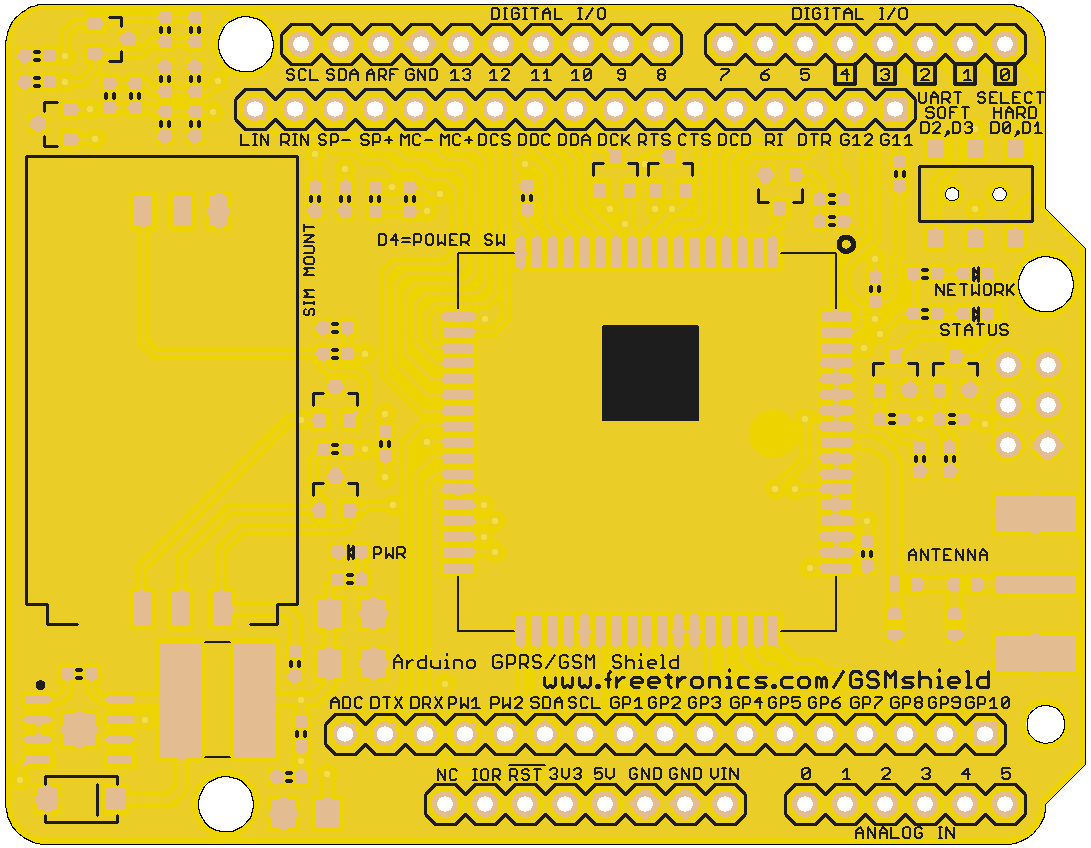 DIGITAL I/O DIGITAL I/O
SCL SDA ARF GND 13 12 11 10 9 8 7 6 5 4 3 2 1 0
UART SELECT
SOFT HARD
D2,D3 D0,D1
LIN RIN SP- SP+ MC- MC+ DCS DDC DDA DCK RTS CTS DCD RI DTR G12 G11
D4=POWER SW
SIM MOUNT
NETWORK
STATUS
PWR
ANTENNA
Arduino GPRS/GSM Shield
www.freetronics.com/GSMshield
ADC DTX DRX PW1 PW2 SDA SCL GP1 GP2 GP3 GP4 GP5 GP6 GP7 GP8 GP9 GP10
NC IOR RST 3V3 5V GND GND VIN 0 1 2 3 4 5
ANALOG IN